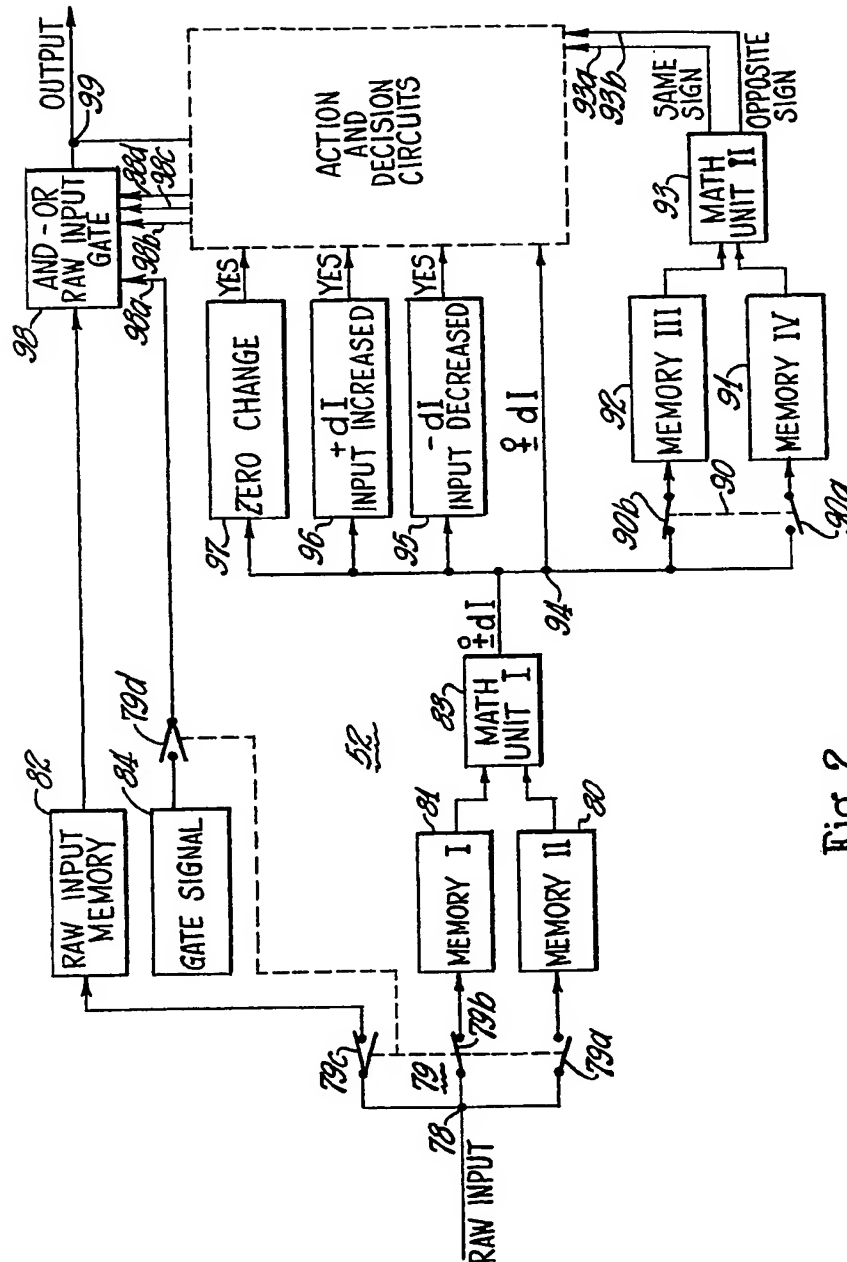 OUTPUT
99
AND-OR
RAW INPUT
GATE
98
98a
98b
98c
98d
ACTION
AND
DECISION
CIRCUITS
YES
YES
YES
ZERO CHANGE
97
+dI
INPUT INCREASED
96
-dI
INPUT DECREASED
95
0
±dI
93a
93b
SAME
SIGN
OPPOSITE
SIGN
MATH
UNIT II
93
MEMORY III
92
MEMORY IV
91
90b
90
90a
94
0
±dI
MATH
UNIT I
83
52
82
RAW INPUT
MEMORY
84
GATE SIGNAL
79d
81
MEMORY I
80
MEMORY II
79c
79
79b
79a
78
RAW INPUT